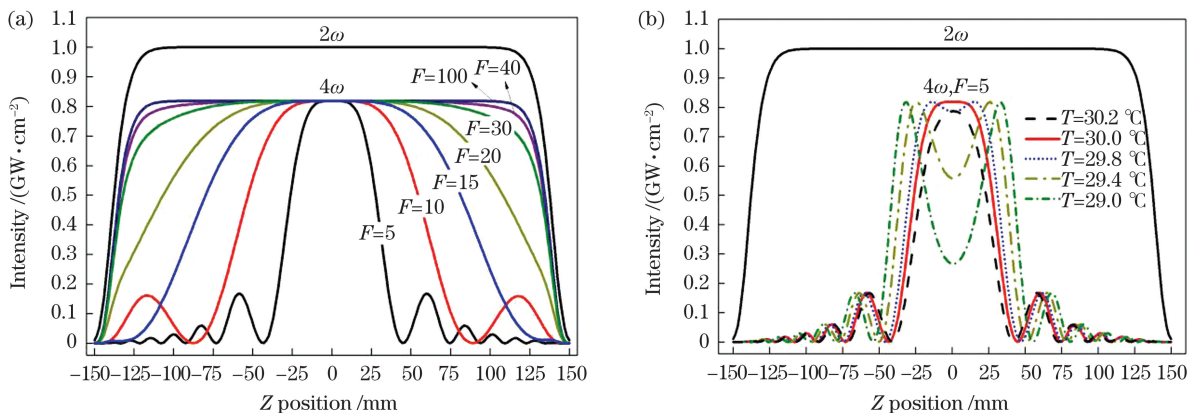 (a)
1.1
1.0
0.9
0.8
0.7
0.6
0.5
0.4
0.3
0.2
0.1
0
Intensity /(GW·cm⁻²)
2ω
4ω
F=100
F=40
F=30
F=20
F=15
F=10
F=5
−150 −125 −100 −75 −50 −25 0 25 50 75 100 125 150
Z position /mm
(b)
1.1
1.0
0.9
0.8
0.7
0.6
0.5
0.4
0.3
0.2
0.1
0
Intensity /(GW·cm⁻²)
2ω
4ω,F=5
T=30.2 ℃
T=30.0 ℃
T=29.8 ℃
T=29.4 ℃
T=29.0 ℃
−150 −125 −100 −75 −50 −25 0 25 50 75 100 125 150
Z position /mm